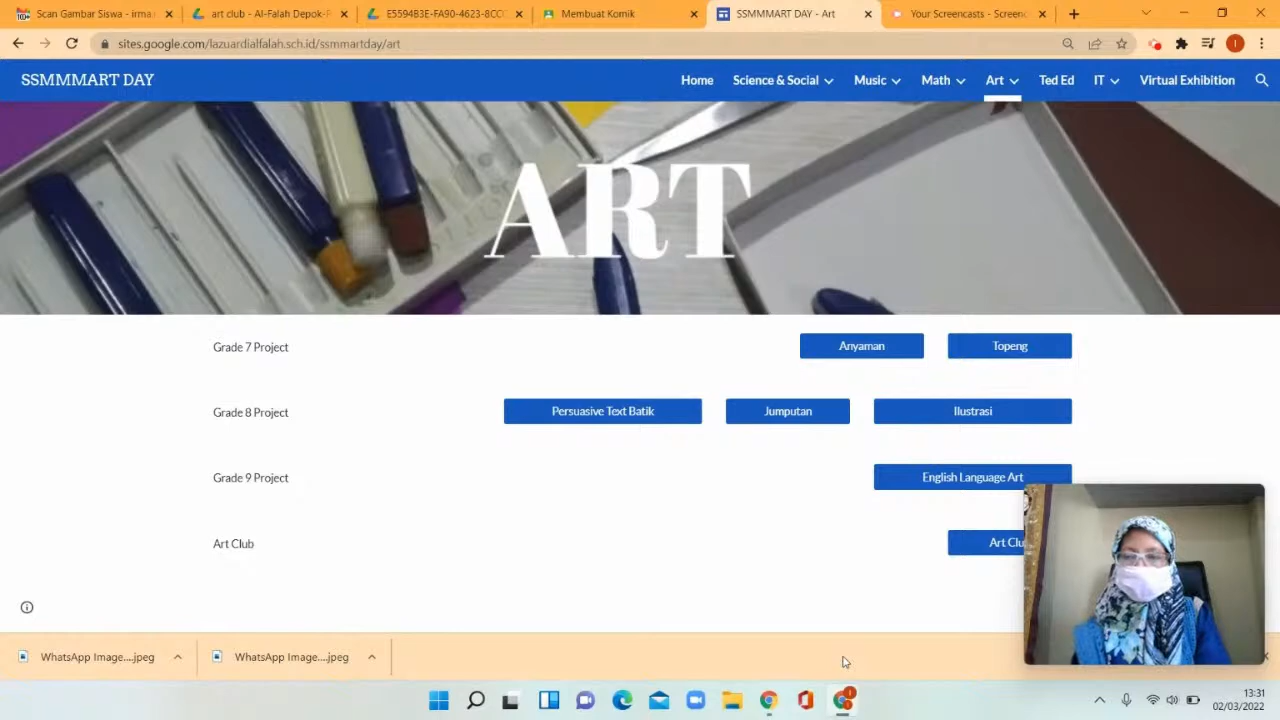 Scan Gambar Siswa - irma
art club - Al-Falah Depok-P
E5594B3E-FA90-4623-8CCC
Membuat Komik
SSMMMART DAY - Art
Your Screencasts - Screenc
sites.google.com/lazuardialfalah.sch.id/ssmmartday/art
I
SSMMMART DAY
Home
Science & Social
Music
Math
Art
Ted Ed
IT
Virtual Exhibition
ART
Grade 7 Project
Anyaman
Topeng
Grade 8 Project
Persuasive Text Batik
Jumputan
Ilustrasi
Grade 9 Project
English Language Art
Art Club
Art Clu
WhatsApp Image....jpeg
WhatsApp Image....jpeg
13:31
02/03/2022